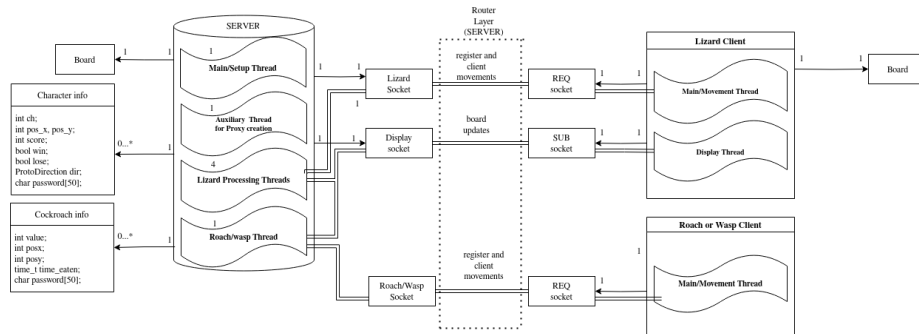 SERVER
Router
Layer
(SERVER)
Board
1
1
1
Main/Setup Thread
1
1
Lizard
Socket
register and
client
movements
REQ
socket
1
1
Lizard Client
Main/Movement Thread
1
1
Board
Character info
int ch;
int pos_x, pos_y;
int score;
bool win;
bool lose;
ProtoDirection dir;
char password[50];
0...*
1
1
Auxiliary Thread
for Proxy creation
1
1
1
Display
socket
board
updates
SUB
socket
1
1
Display Thread
4
Lizard Processing Threads
Cockroach info
int value;
int posx;
int posy;
time_t time_eaten;
char password[50];
0...*
1
1
Roach/wasp Thread
Roach/Wasp
Socket
register and
client
movements
REQ
socket
1
1
Roach or Wasp Client
Main/Movement Thread